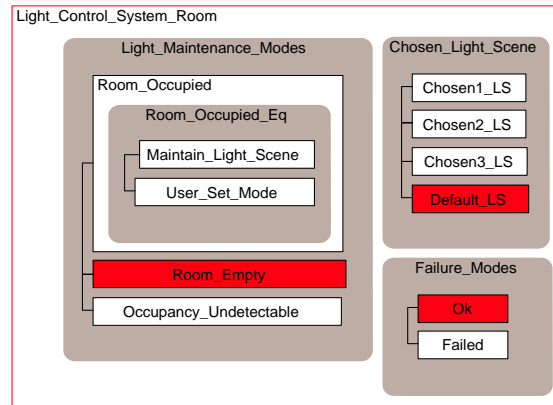 Light_Control_System_Room
Light_Maintenance_Modes
Room_Occupied
Room_Occupied_Eq
Maintain_Light_Scene
User_Set_Mode
Room_Empty
Occupancy_Undetectable
Chosen_Light_Scene
Chosen1_LS
Chosen2_LS
Chosen3_LS
Default_LS
Failure_Modes
Ok
Failed